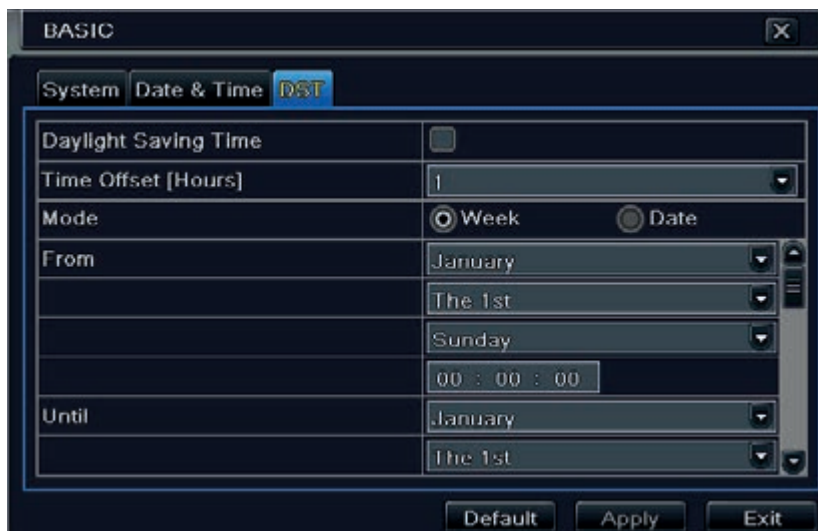 BASIC
System Date & Time DST
Daylight Saving Time
Time Offset [Hours] 1
Mode Week Date
From January
The 1st
Sunday
00 : 00 : 00
Until January
The 1st
Default Apply Exit